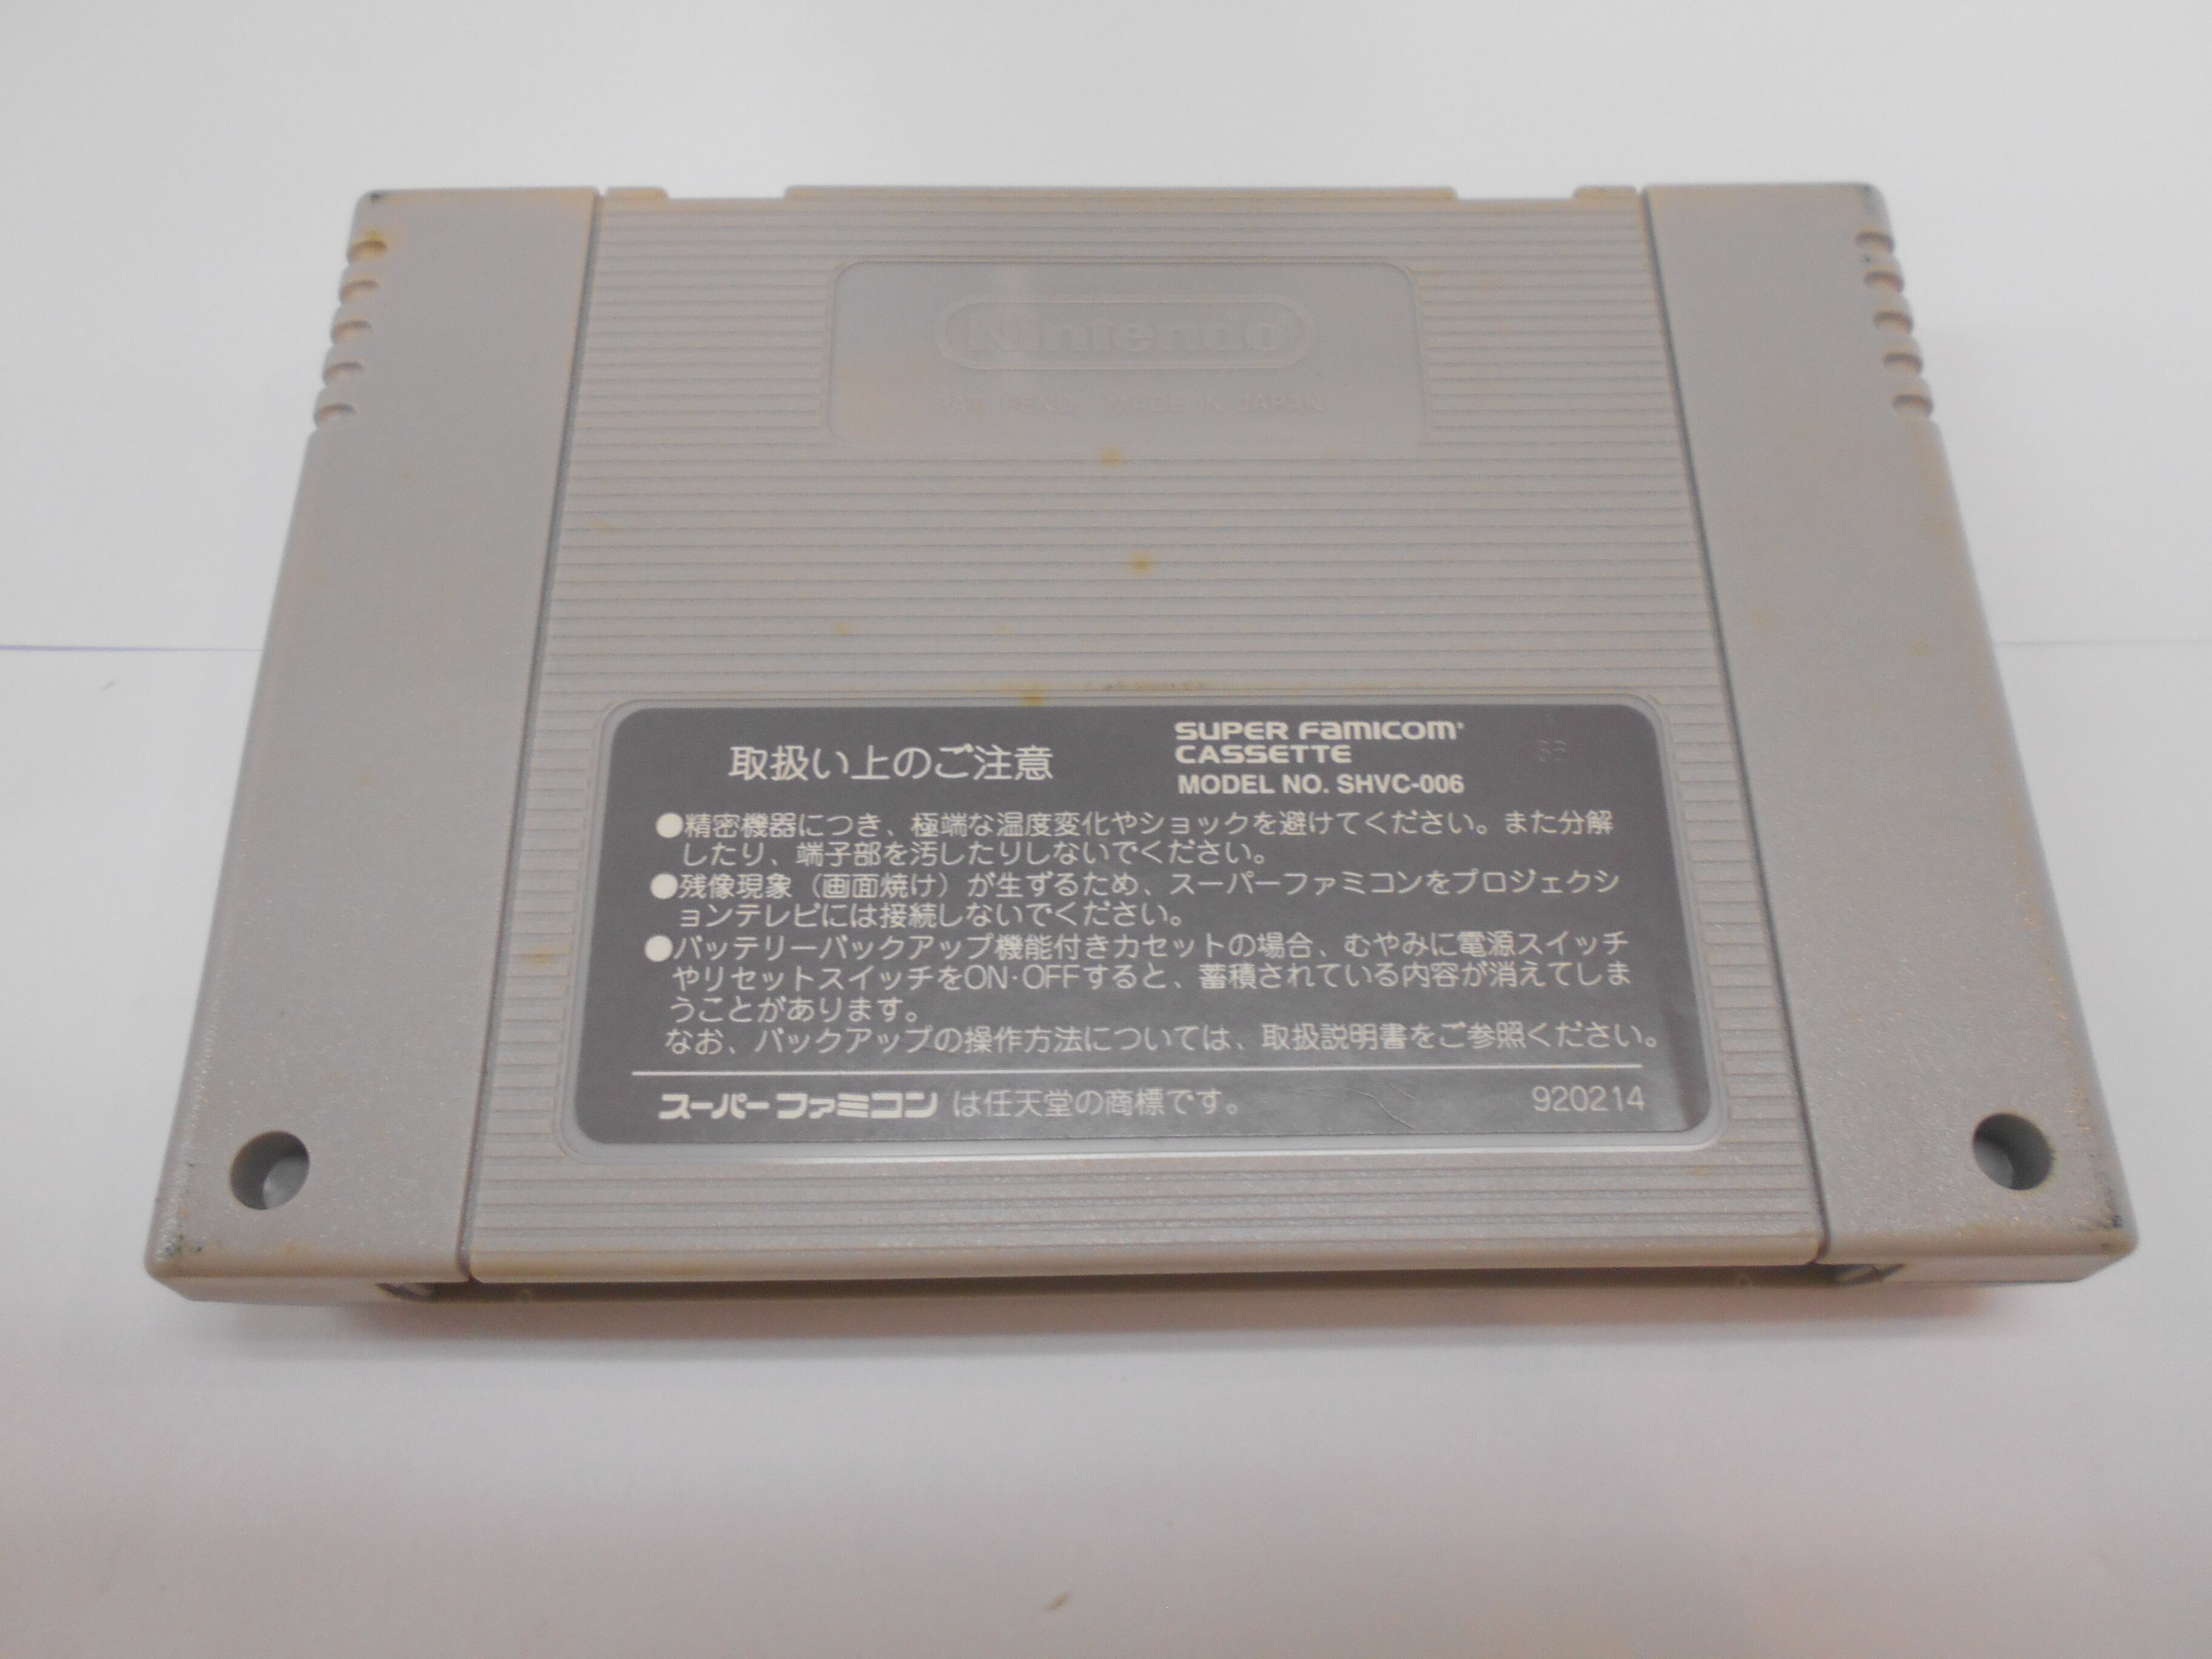 Nintendo
PAT. PEND. MADE IN JAPAN
取扱い上のご注意
SUPER FAMICOM
CASSETTE
MODEL NO. SHVC-006
●精密機器につき、極端な温度変化やショックを避けてください。また分解
したり、端子部を汚したりしないでください。
●残像現象（画面焼け）が生ずるため、スーパーファミコンをプロジェクシ
ョンテレビには接続しないでください。
●バッテリーバックアップ機能付きカセットの場合、むやみに電源スイッチ
やリセットスイッチをON・OFFすると、蓄積されている内容が消えてしま
うことがあります。
なお、バックアップの操作方法については、取扱説明書をご参照ください。
スーパーファミコンは任天堂の商標です。
920214